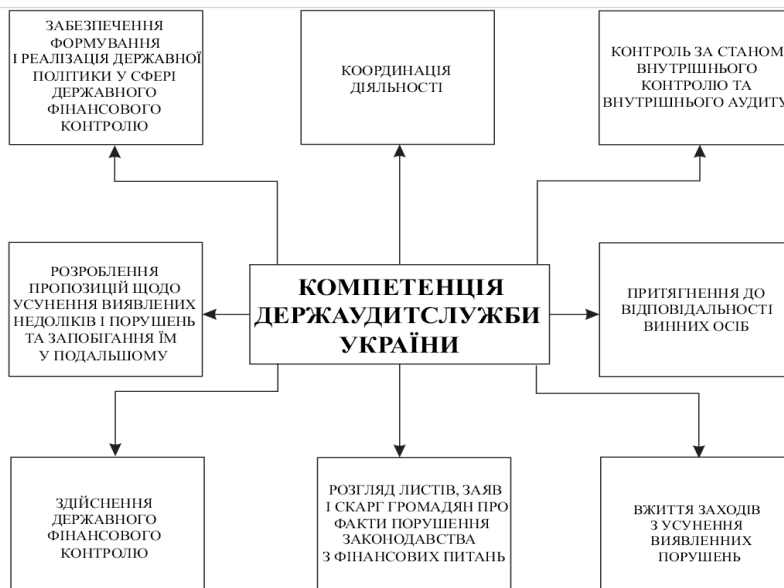 ЗАБЕЗПЕЧЕННЯ
ФОРМУВАННЯ
І РЕАЛІЗАЦІЯ ДЕРЖАВНОЇ
ПОЛІТИКИ У СФЕРІ
ДЕРЖАВНОГО
ФІНАНСОВОГО
КОНТРОЛЮ
КООРДИНАЦІЯ
ДІЯЛЬНОСТІ
КОНТРОЛЬ ЗА СТАНОМ
ВНУТРІШНЬОГО
КОНТРОЛЮ ТА
ВНУТРІШНЬОГО АУДИТУ
РОЗРОБЛЕННЯ
ПРОПОЗИЦІЙ ЩОДО
УСУНЕННЯ ВИЯВЛЕНИХ
НЕДОЛІКІВ І ПОРУШЕНЬ
ТА ЗАПОБІГАННЯ ЇМ
У ПОДАЛЬШОМУ
КОМПЕТЕНЦІЯ
ДЕРЖАУДИТСЛУЖБИ
УКРАЇНИ
ПРИТЯГНЕННЯ ДО
ВІДПОВІДАЛЬНОСТІ
ВИННИХ ОСІБ
ЗДІЙСНЕННЯ
ДЕРЖАВНОГО
ФІНАНСОВОГО
КОНТРОЛЮ
РОЗГЛЯД ЛИСТІВ, ЗАЯВ
І СКАРГ ГРОМАДЯН ПРО
ФАКТИ ПОРУШЕННЯ
ЗАКОНОДАВСТВА
З ФІНАНСОВИХ ПИТАНЬ
ВЖИТТЯ ЗАХОДІВ
З УСУНЕННЯ
ВИЯВЛЕННИХ
ПОРУШЕНЬ